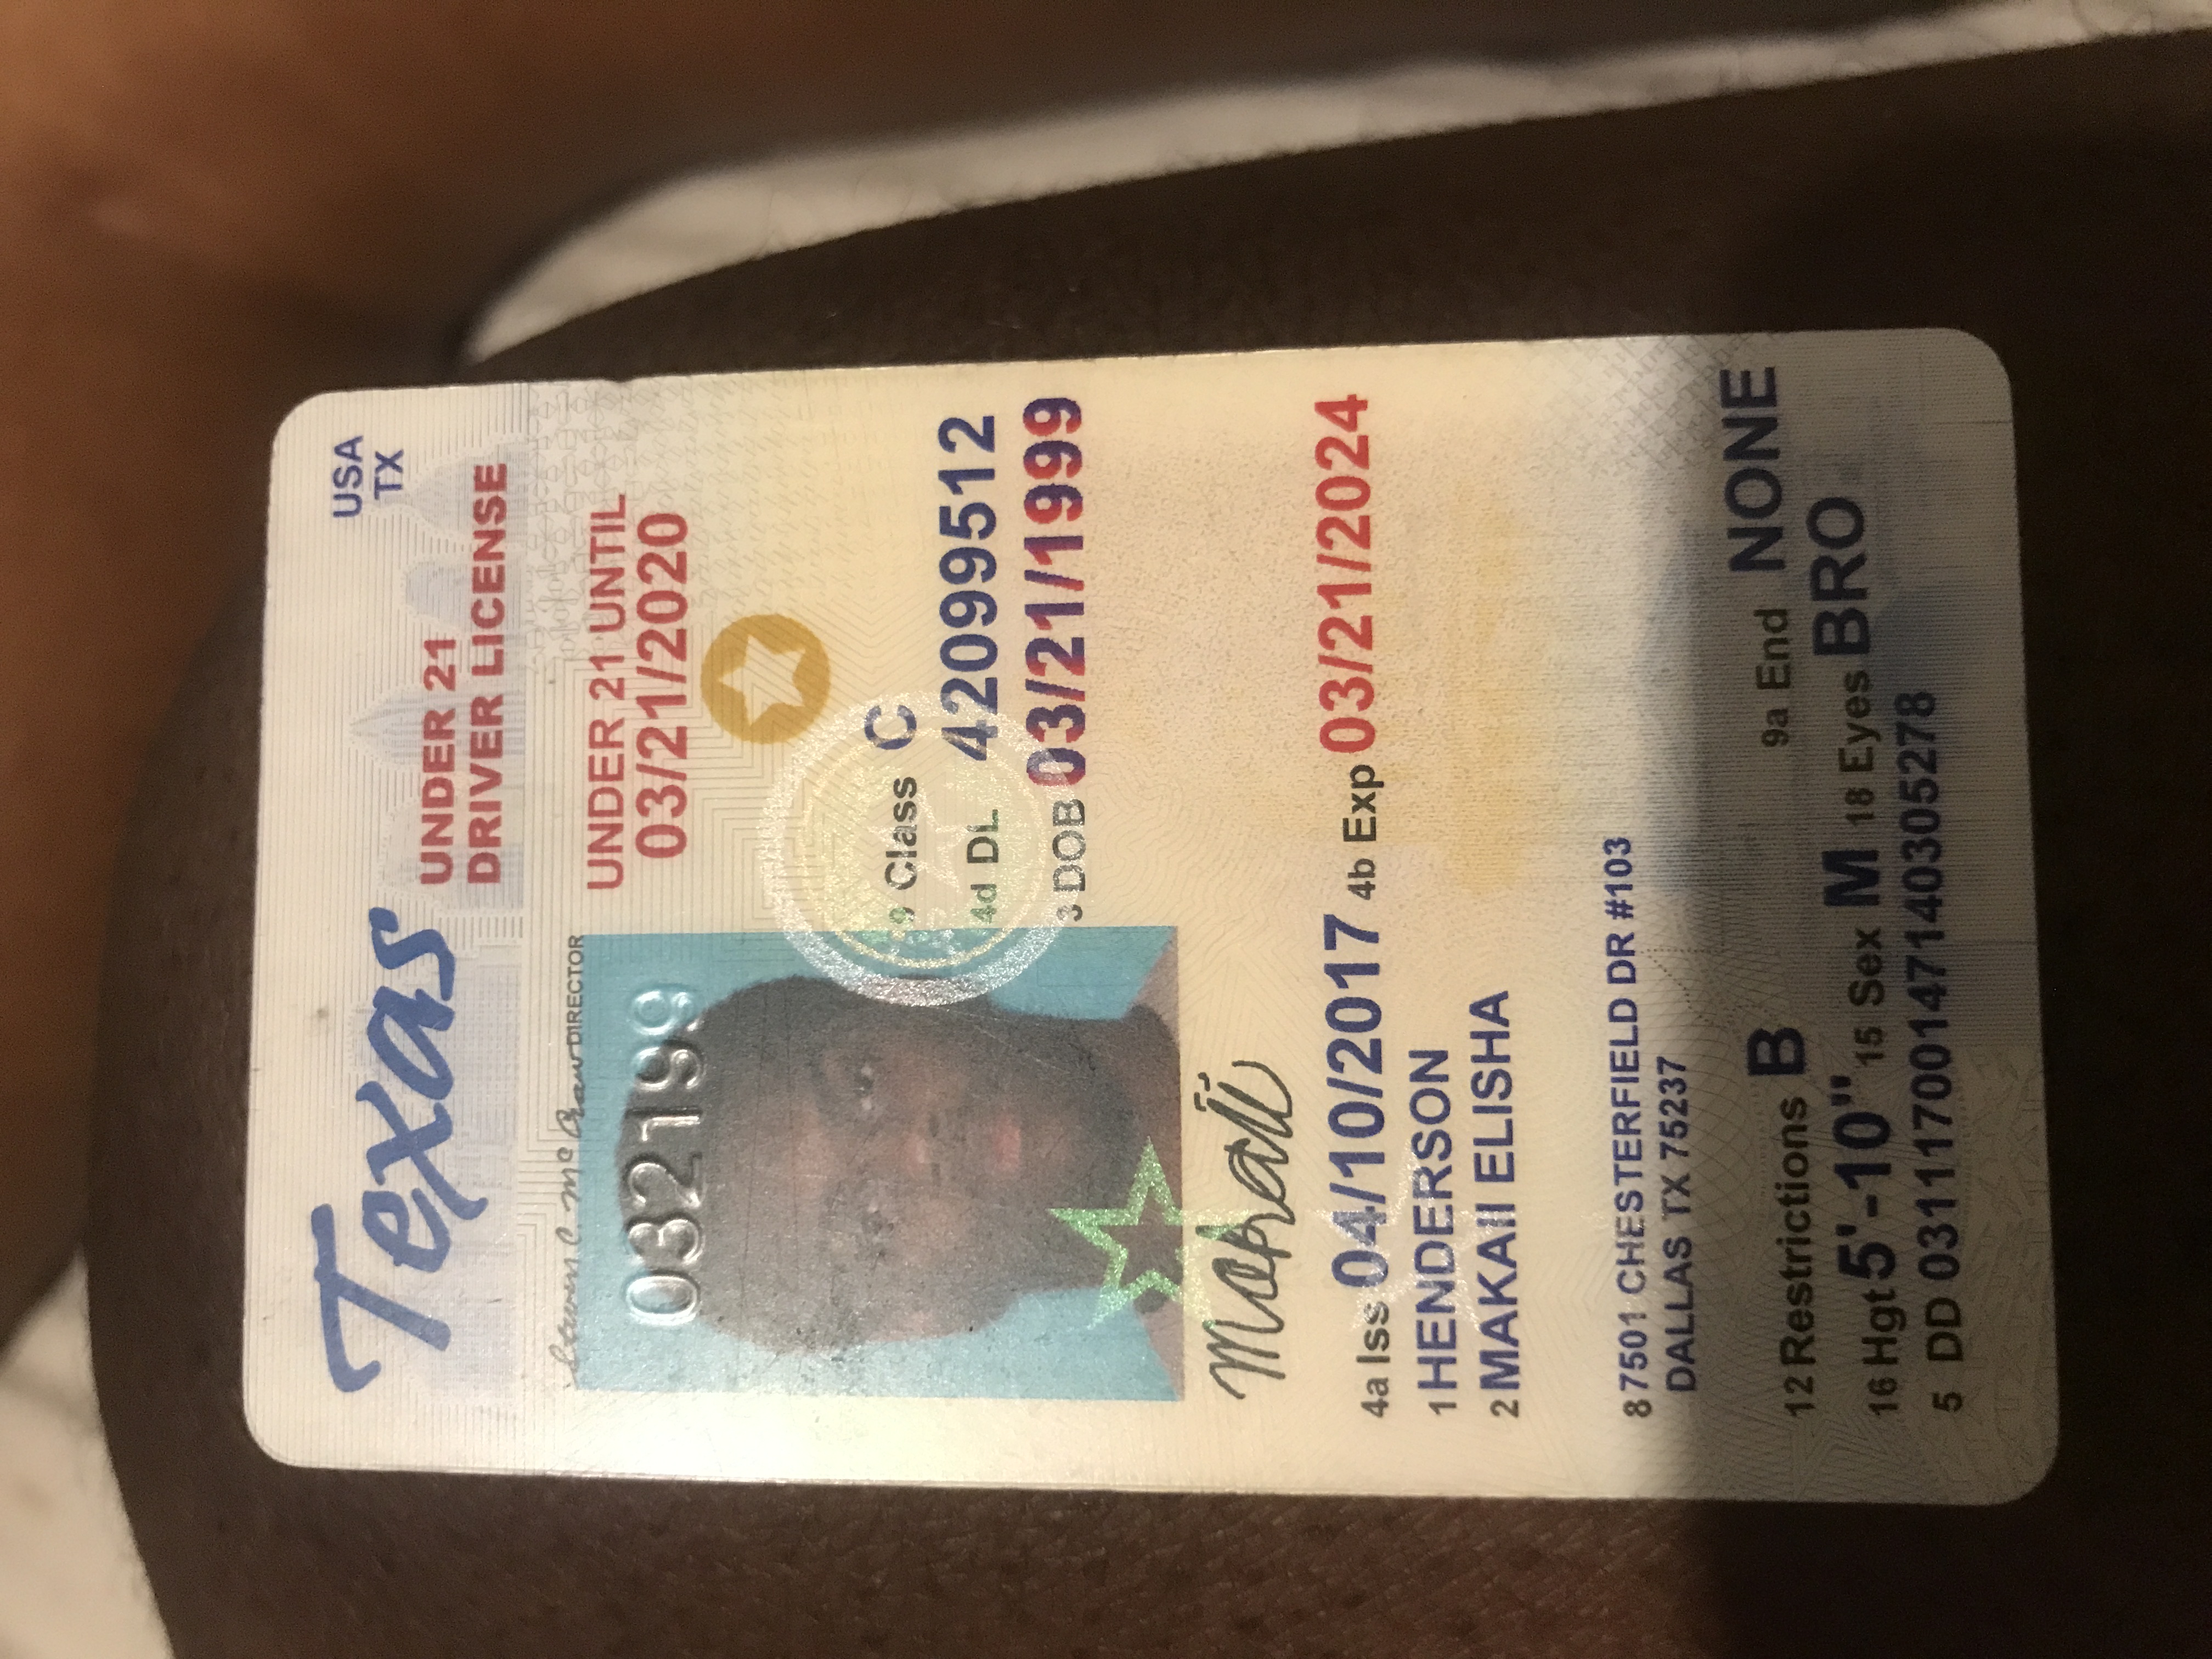 Texas
USA
TX
UNDER 21
DRIVER LICENSE
DIRECTOR
UNDER 21 UNTIL
03/21/2020
032199
9 Class C
4d DL 42099512
3 DOB 03/21/1999
4a Iss 04/10/2017 4b Exp 03/21/2024
1 HENDERSON
2 MAKAII ELISHA
8 7501 CHESTERFIELD DR #103
DALLAS TX 75237
12 Restrictions B 9a End NONE
16 Hgt 5'-10" 15 Sex M 18 Eyes BRO
5 DD 03111700147140305278